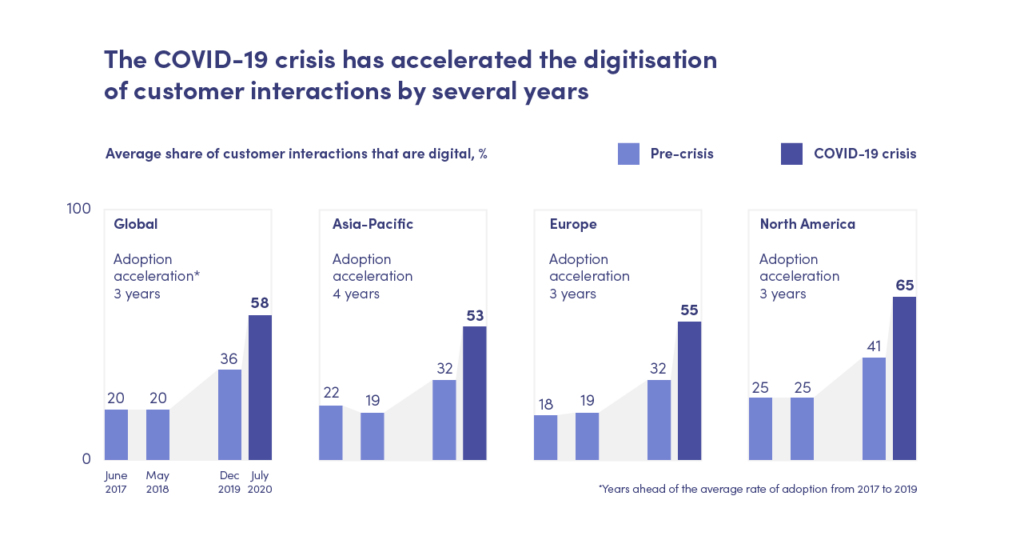 The COVID-19 crisis has accelerated the digitisation
of customer interactions by several years
Average share of customer interactions that are digital, %
Pre-crisis
COVID-19 crisis
100
0
Global
Adoption
acceleration*
3 years
20
20
36
58
June
2017
May
2018
Dec
2019
July
2020
Asia-Pacific
Adoption
acceleration
4 years
22
19
32
53
Europe
Adoption
acceleration
3 years
18
19
32
55
North America
Adoption
acceleration
3 years
25
25
41
65
*Years ahead of the average rate of adoption from 2017 to 2019